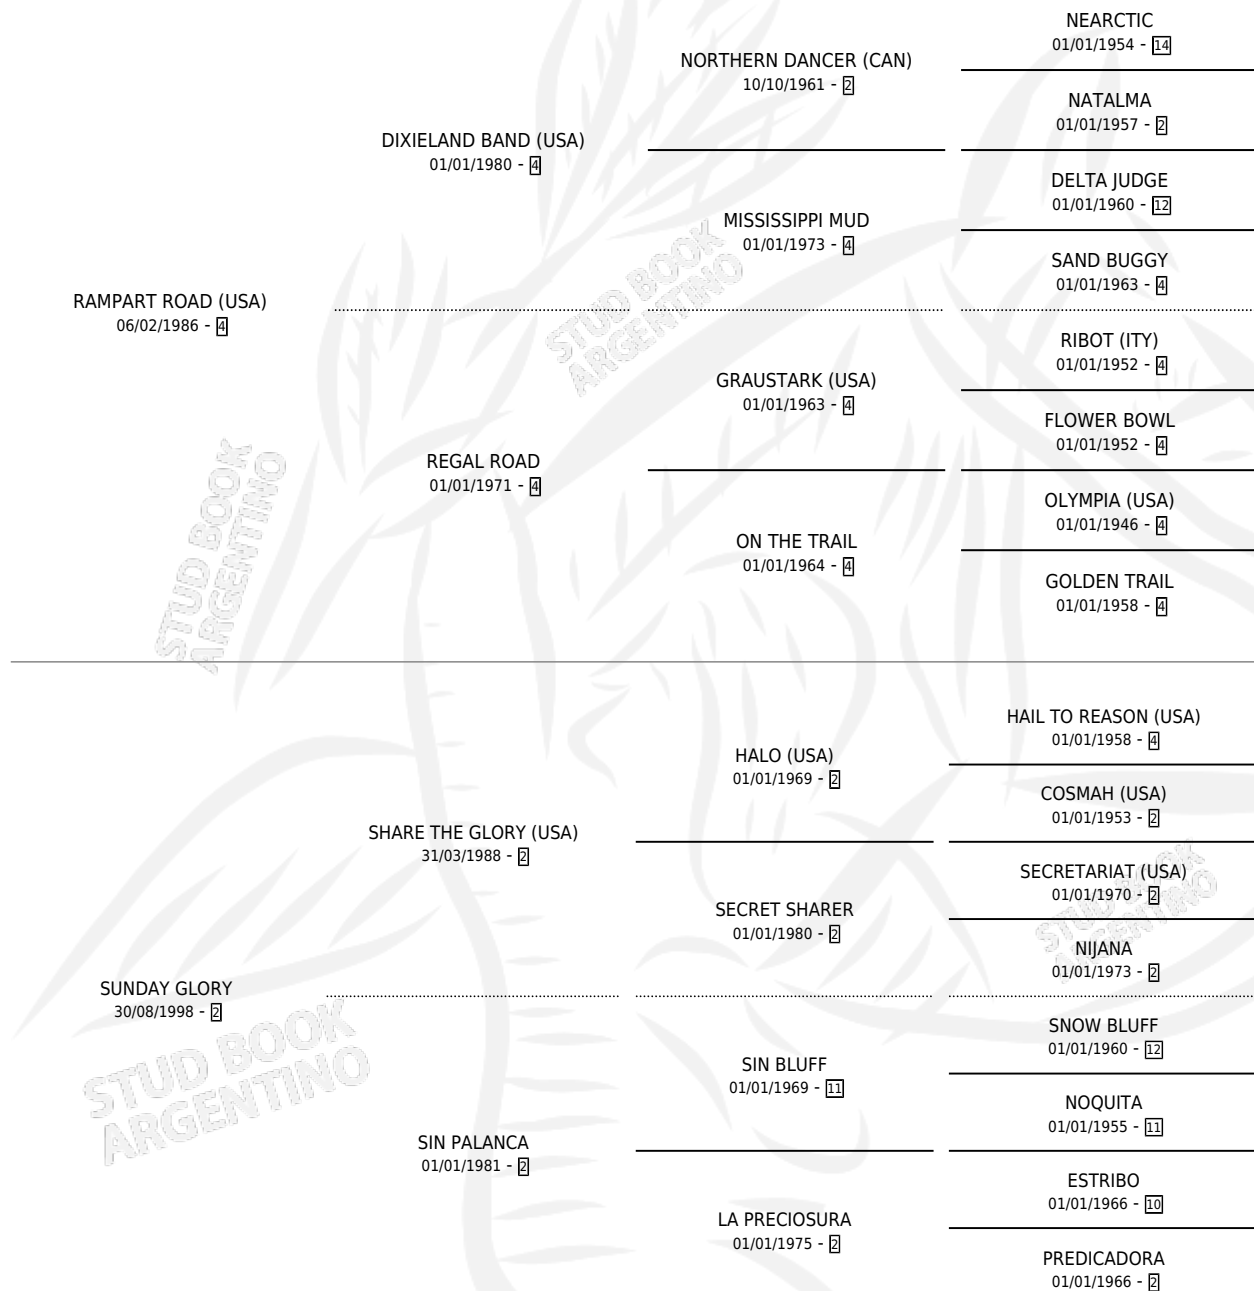 NEARCTIC
01/01/1954 - 14
NORTHERN DANCER (CAN)
10/10/1961 - 2
NATALMA
01/01/1957 - 2
DIXIELAND BAND (USA)
01/01/1980 - 4
DELTA JUDGE
01/01/1960 - 12
MISSISSIPPI MUD
01/01/1973 - 4
SAND BUGGY
01/01/1963 - 4
RAMPART ROAD (USA)
06/02/1986 - 4
STUD BOOK
ARGENTINO
RIBOT (ITY)
01/01/1952 - 4
GRAUSTARK (USA)
01/01/1963 - 4
FLOWER BOWL
01/01/1952 - 4
REGAL ROAD
01/01/1971 - 4
OLYMPIA (USA)
01/01/1946 - 4
ON THE TRAIL
01/01/1964 - 4
GOLDEN TRAIL
01/01/1958 - 4
STUD BOOK
ARGENTINO
HAIL TO REASON (USA)
01/01/1958 - 4
HALO (USA)
01/01/1969 - 2
COSMAH (USA)
01/01/1953 - 2
SHARE THE GLORY (USA)
31/03/1988 - 2
SECRETARIAT (USA)
01/01/1970 - 2
STUD BOOK
ARGENTINO
SECRET SHARER
01/01/1980 - 2
NIJANA
01/01/1973 - 2
SUNDAY GLORY
30/08/1998 - 2
STUD BOOK
ARGENTINO
SNOW BLUFF
01/01/1960 - 12
SIN BLUFF
01/01/1969 - 11
NOQUITA
01/01/1955 - 11
SIN PALANCA
01/01/1981 - 2
ESTRIBO
01/01/1966 - 10
LA PRECIOSURA
01/01/1975 - 2
PREDICADORA
01/01/1966 - 2